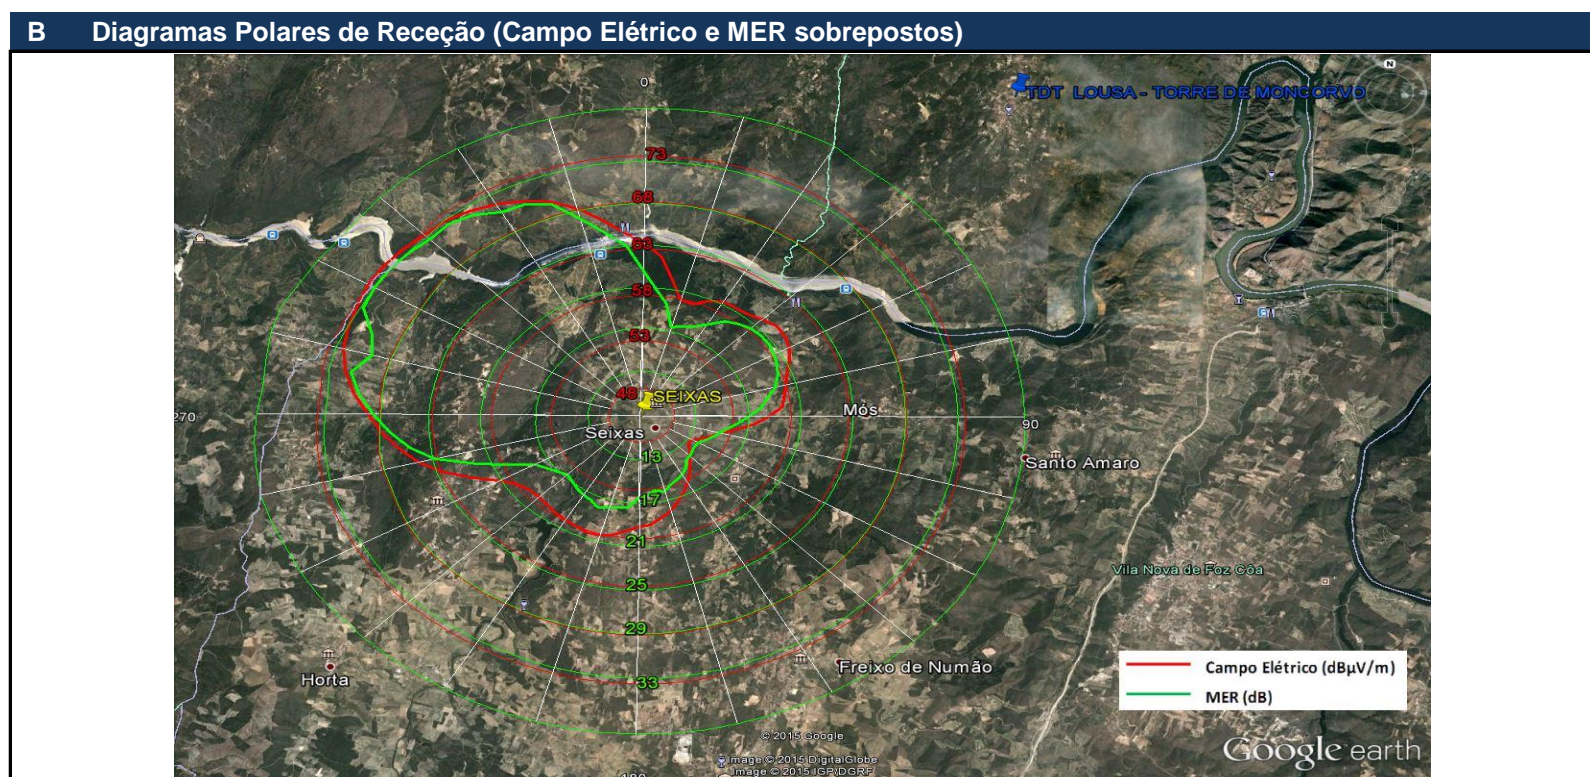 B Diagramas Polares de Receção (Campo Elétrico e MER sobrepostos)
0
N
TDT LOUSA - TORRE DE MONCORVO
73
68
63
58
53
48
SEIXAS
Seixas
Mós
270
90
Santo Amaro
13
17
21
25
29
33
Vila Nova de Foz Côa
Horta
Freixo de Numão
Campo Elétrico (dBµV/m)
MER (dB)
© 2015 Google
Image © 2015 DigitalGlobe
Image © 2015 IGP/DGRF
180
Google earth